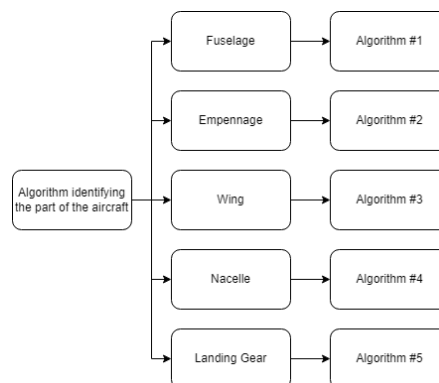 Fuselage
Algorithm #1
Empennage
Algorithm #2
Algorithm identifying
the part of the aircraft
Wing
Algorithm #3
Nacelle
Algorithm #4
Landing Gear
Algorithm #5